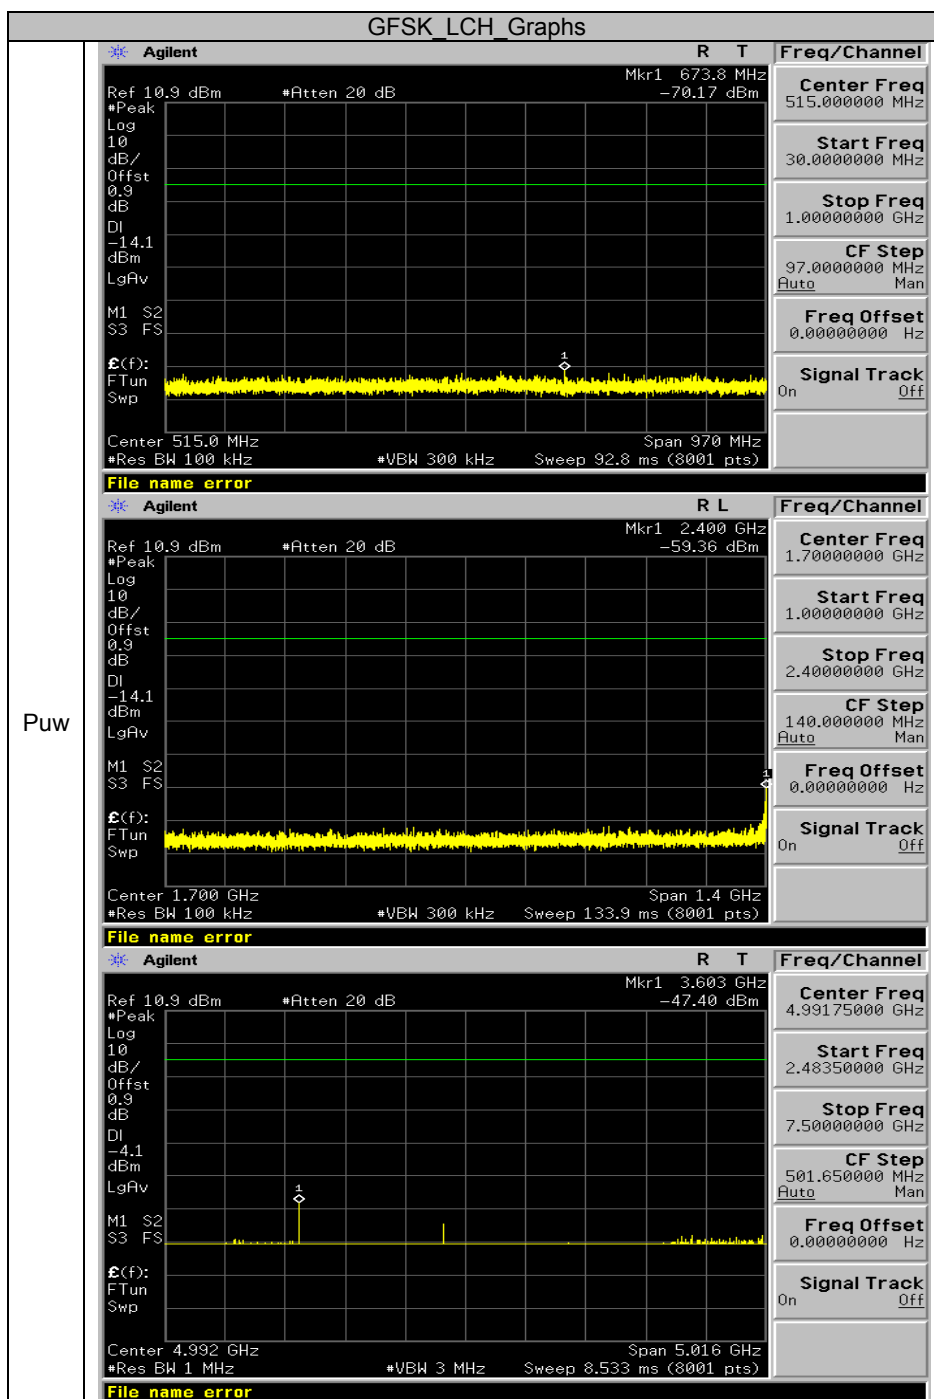 GFSK_LCH_Graphs
Puw
Agilent R T Freq/Channel
Mkr1 673.8 MHz
Ref 10.9 dBm #Atten 20 dB -70.17 dBm
#Peak
Log
10
dB/
Offst
0.9
dB
DI
-14.1
dBm
LgAv
M1 S2
S3 FS
£(f):
FTun
Swp
1
Center 515.0 MHz Span 970 MHz
#Res BW 100 kHz #VBW 300 kHz Sweep 92.8 ms (8001 pts)
File name error
Center Freq
515.000000 MHz
Start Freq
30.0000000 MHz
Stop Freq
1.00000000 GHz
CF Step
97.0000000 MHz
Auto Man
Freq Offset
0.00000000 Hz
Signal Track
On Off
Agilent R L Freq/Channel
Mkr1 2.400 GHz
Ref 10.9 dBm #Atten 20 dB -59.36 dBm
#Peak
Log
10
dB/
Offst
0.9
dB
DI
-14.1
dBm
LgAv
M1 S2
S3 FS
£(f):
FTun
Swp
1
Center 1.700 GHz Span 1.4 GHz
#Res BW 100 kHz #VBW 300 kHz Sweep 133.9 ms (8001 pts)
File name error
Center Freq
1.70000000 GHz
Start Freq
1.00000000 GHz
Stop Freq
2.40000000 GHz
CF Step
140.000000 MHz
Auto Man
Freq Offset
0.00000000 Hz
Signal Track
On Off
Agilent R T Freq/Channel
Mkr1 3.603 GHz
Ref 10.9 dBm #Atten 20 dB -47.40 dBm
#Peak
Log
10
dB/
Offst
0.9
dB
DI
-4.1
dBm
LgAv
M1 S2
S3 FS
£(f):
FTun
Swp
1
Center 4.992 GHz Span 5.016 GHz
#Res BW 1 MHz #VBW 3 MHz Sweep 8.533 ms (8001 pts)
File name error
Center Freq
4.99175000 GHz
Start Freq
2.48350000 GHz
Stop Freq
7.50000000 GHz
CF Step
501.650000 MHz
Auto Man
Freq Offset
0.00000000 Hz
Signal Track
On Off